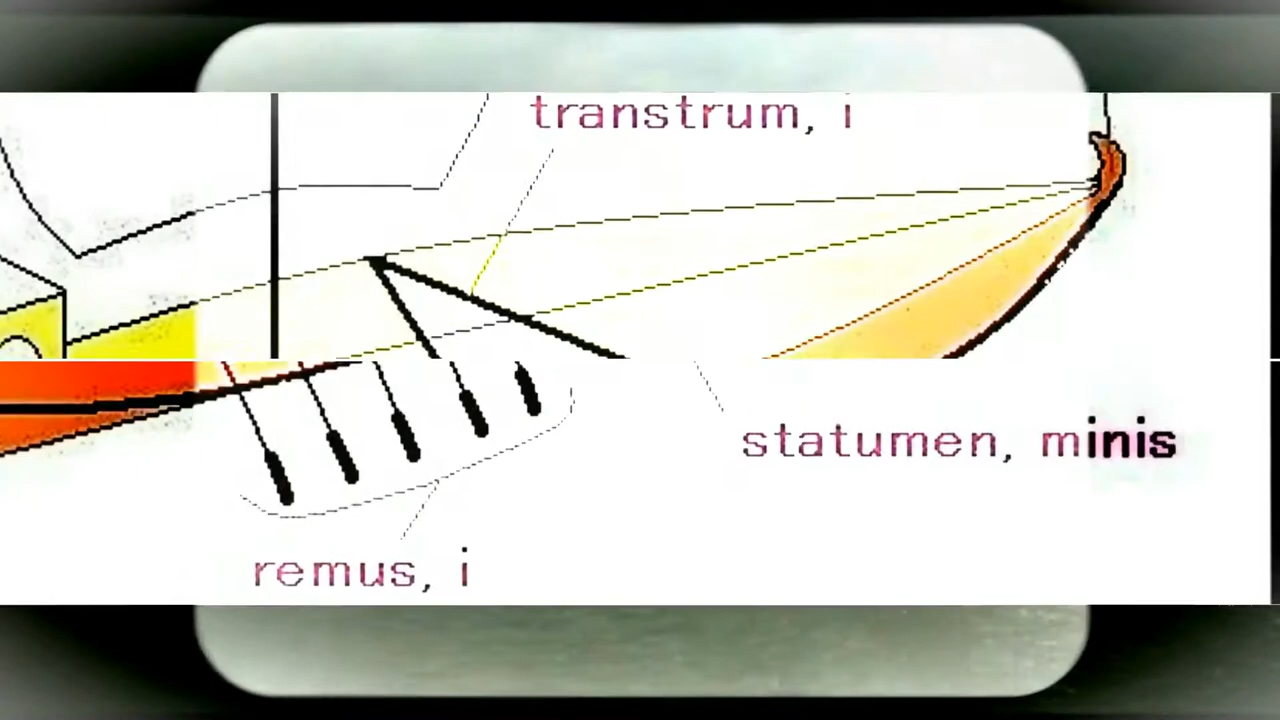 transtrum, i
statumen, minis
remus, i